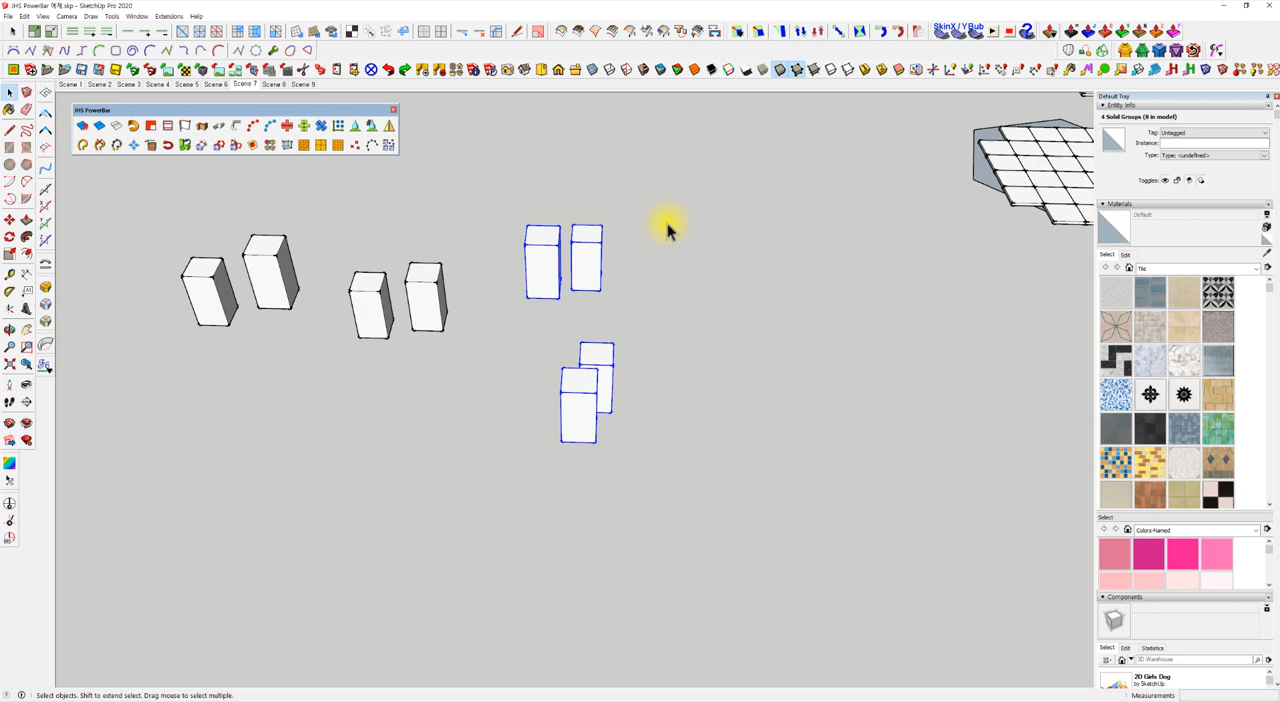 JHS PowerBar 예제.skp - SketchUp Pro 2020
File Edit View Camera Draw Tools Window Extensions Help
SkinX/YBub
Scene 1 Scene 2 Scene 3 Scene 4 Scene 5 Scene 6 Scene 7 Scene 8 Scene 9
JHS PowerBar
Default Tray
Entity Info
4 Solid Groups (8 in model)
Tag: Untagged
Instance:
Type: Type: <undefined>
Toggles:
Materials
Default
Select Edit
Tile
Select
Colors-Named
Components
Select Edit Statistics
3D Warehouse
2D Girls Dog
by SketchUp
Select objects. Shift to extend select. Drag mouse to select multiple.
Measurements